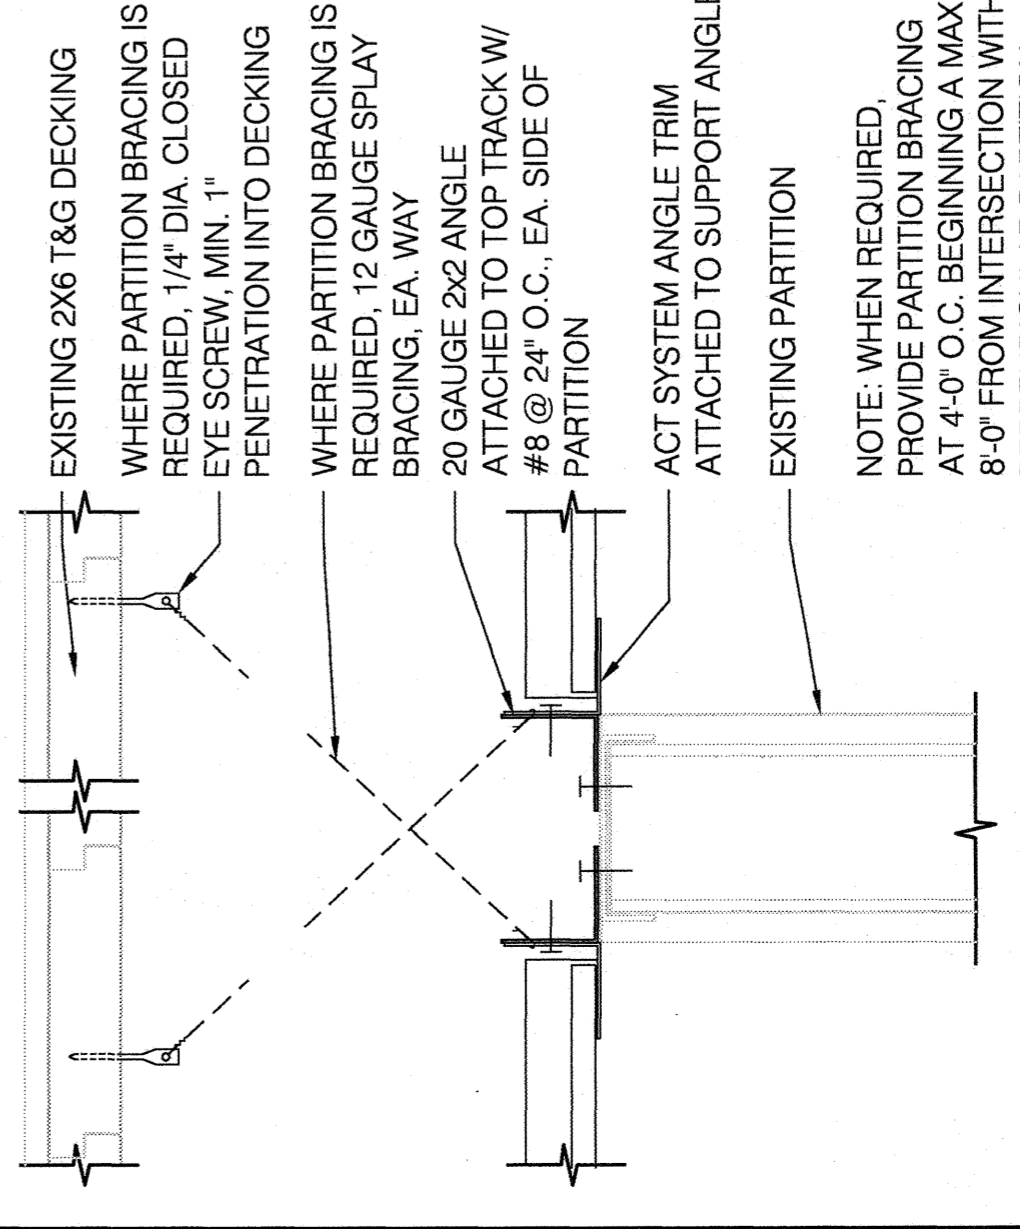 EXISTING 2X6 T&G DECKING
WHERE PARTITION BRACING IS
REQUIRED, 1/4" DIA. CLOSED
EYE SCREW, MIN. 1"
PENETRATION INTO DECKING
WHERE PARTITION BRACING IS
REQUIRED, 12 GAUGE SPLAY
BRACING, EA. WAY
20 GAUGE 2x2 ANGLE
ATTACHED TO TOP TRACK W/
#8 @ 24" O.C., EA. SIDE OF
PARTITION
ACT SYSTEM ANGLE TRIM
ATTACHED TO SUPPORT ANGLE
EXISTING PARTITION
NOTE: WHEN REQUIRED,
PROVIDE PARTITION BRACING
AT 4'-0" O.C. BEGINNING A MAX
8'-0" FROM INTERSECTION WITH